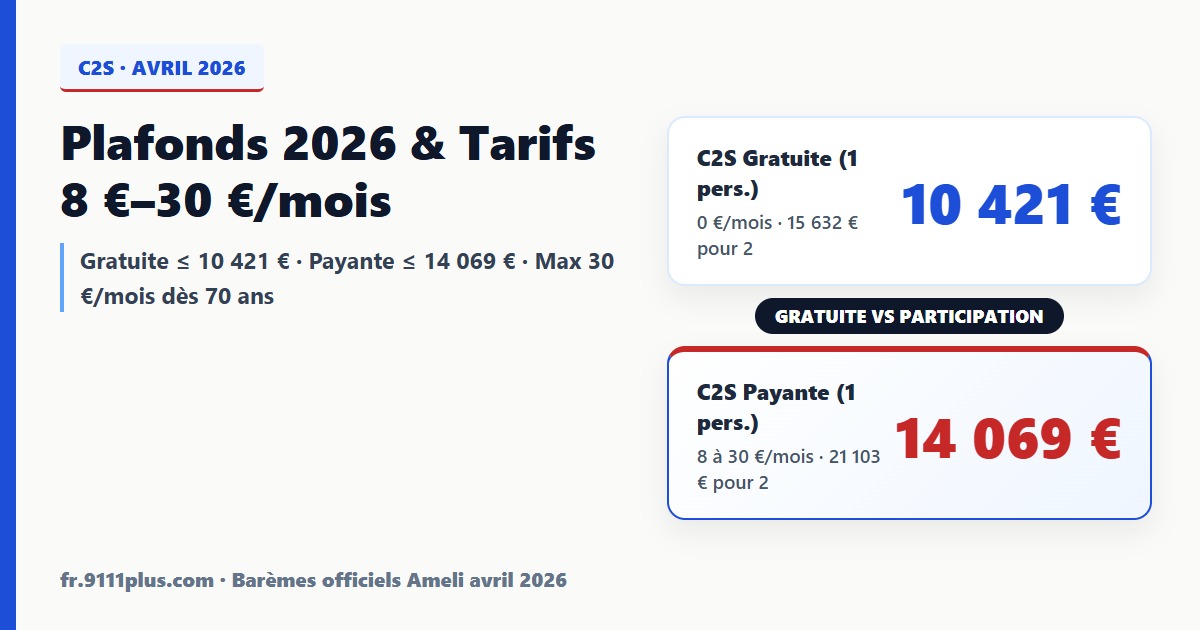 C2S · AVRIL 2026
Plafonds 2026 & Tarifs
8 €–30 €/mois
Gratuite ≤ 10 421 € · Payante ≤ 14 069 € · Max 30
€/mois dès 70 ans
C2S Gratuite (1
pers.)
0 €/mois · 15 632 €
pour 2
10 421 €
GRATUITE VS PARTICIPATION
C2S Payante (1
pers.)
8 à 30 €/mois · 21 103
€ pour 2
14 069 €
fr.9111plus.com · Barèmes officiels Ameli avril 2026